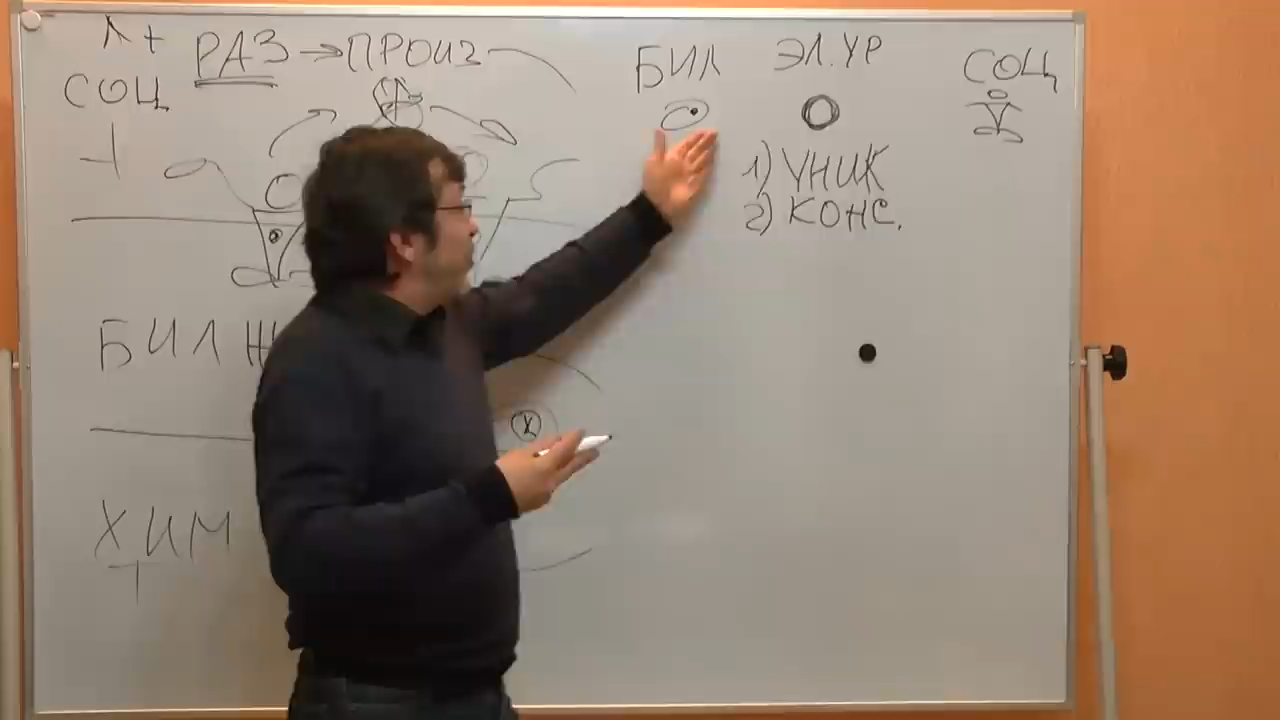 РАЗ → ПРОИЗ
СОЦ
БИЛ
ХИМ
БИЛ
ЭЛ.УР
СОЦ
1) УНИК
2) КОНС.